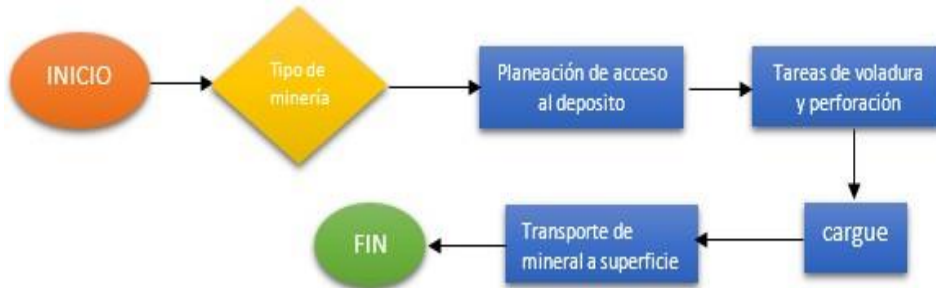 INICIO
Tipo de
minería
Planeación de acceso
al deposito
Tareas de voladura
y perforación
cargue
Transporte de
mineral a superficie
FIN